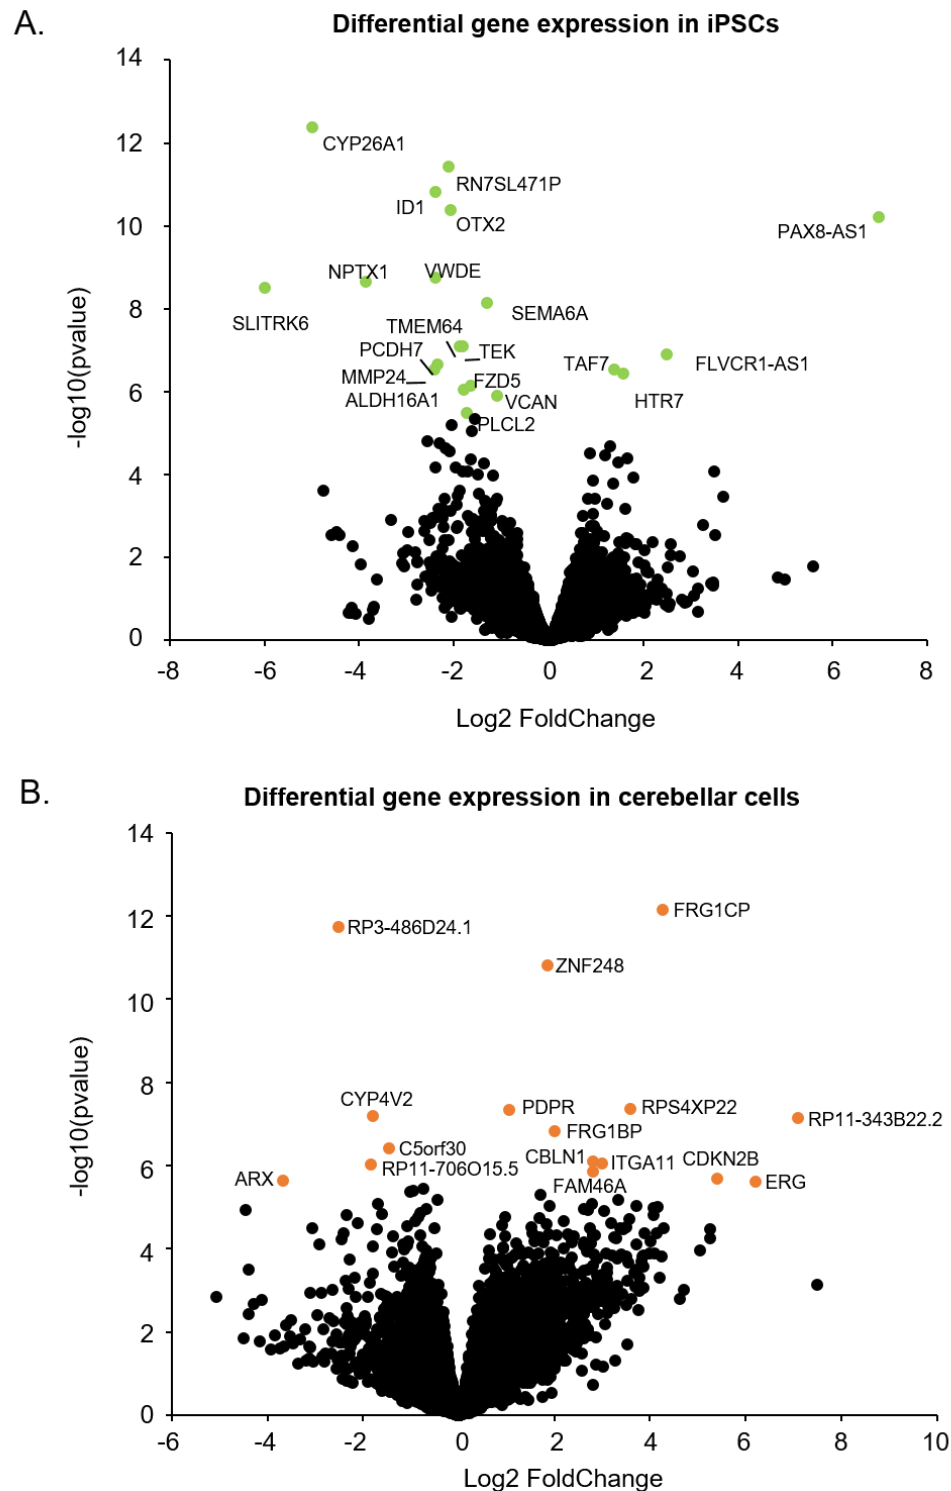 A.
Differential gene expression in iPSCs
14
12
10
8
6
4
2
0
-log10(pvalue)
CYP26A1
RN7SL471P
ID1
OTX2
PAX8-AS1
NPTX1
VWDE
SLITRK6
SEMA6A
TMEM64
PCDH7
TEK
TAF7
FLVCR1-AS1
MMP24
FZD5
ALDH16A1
VCAN
HTR7
PLCL2
-8
-6
-4
-2
0
2
4
6
8
Log2 FoldChange
B.
Differential gene expression in cerebellar cells
14
12
10
8
6
4
2
0
-log10(pvalue)
FRG1CP
RP3-486D24.1
ZNF248
CYP4V2
PDPR
RPS4XP22
RP11-343B22.2
FRG1BP
C5orf30
CBLN1
ITGA11
CDKN2B
RP11-706O15.5
ARX
FAM46A
ERG
-6
-4
-2
0
2
4
6
8
10
Log2 FoldChange